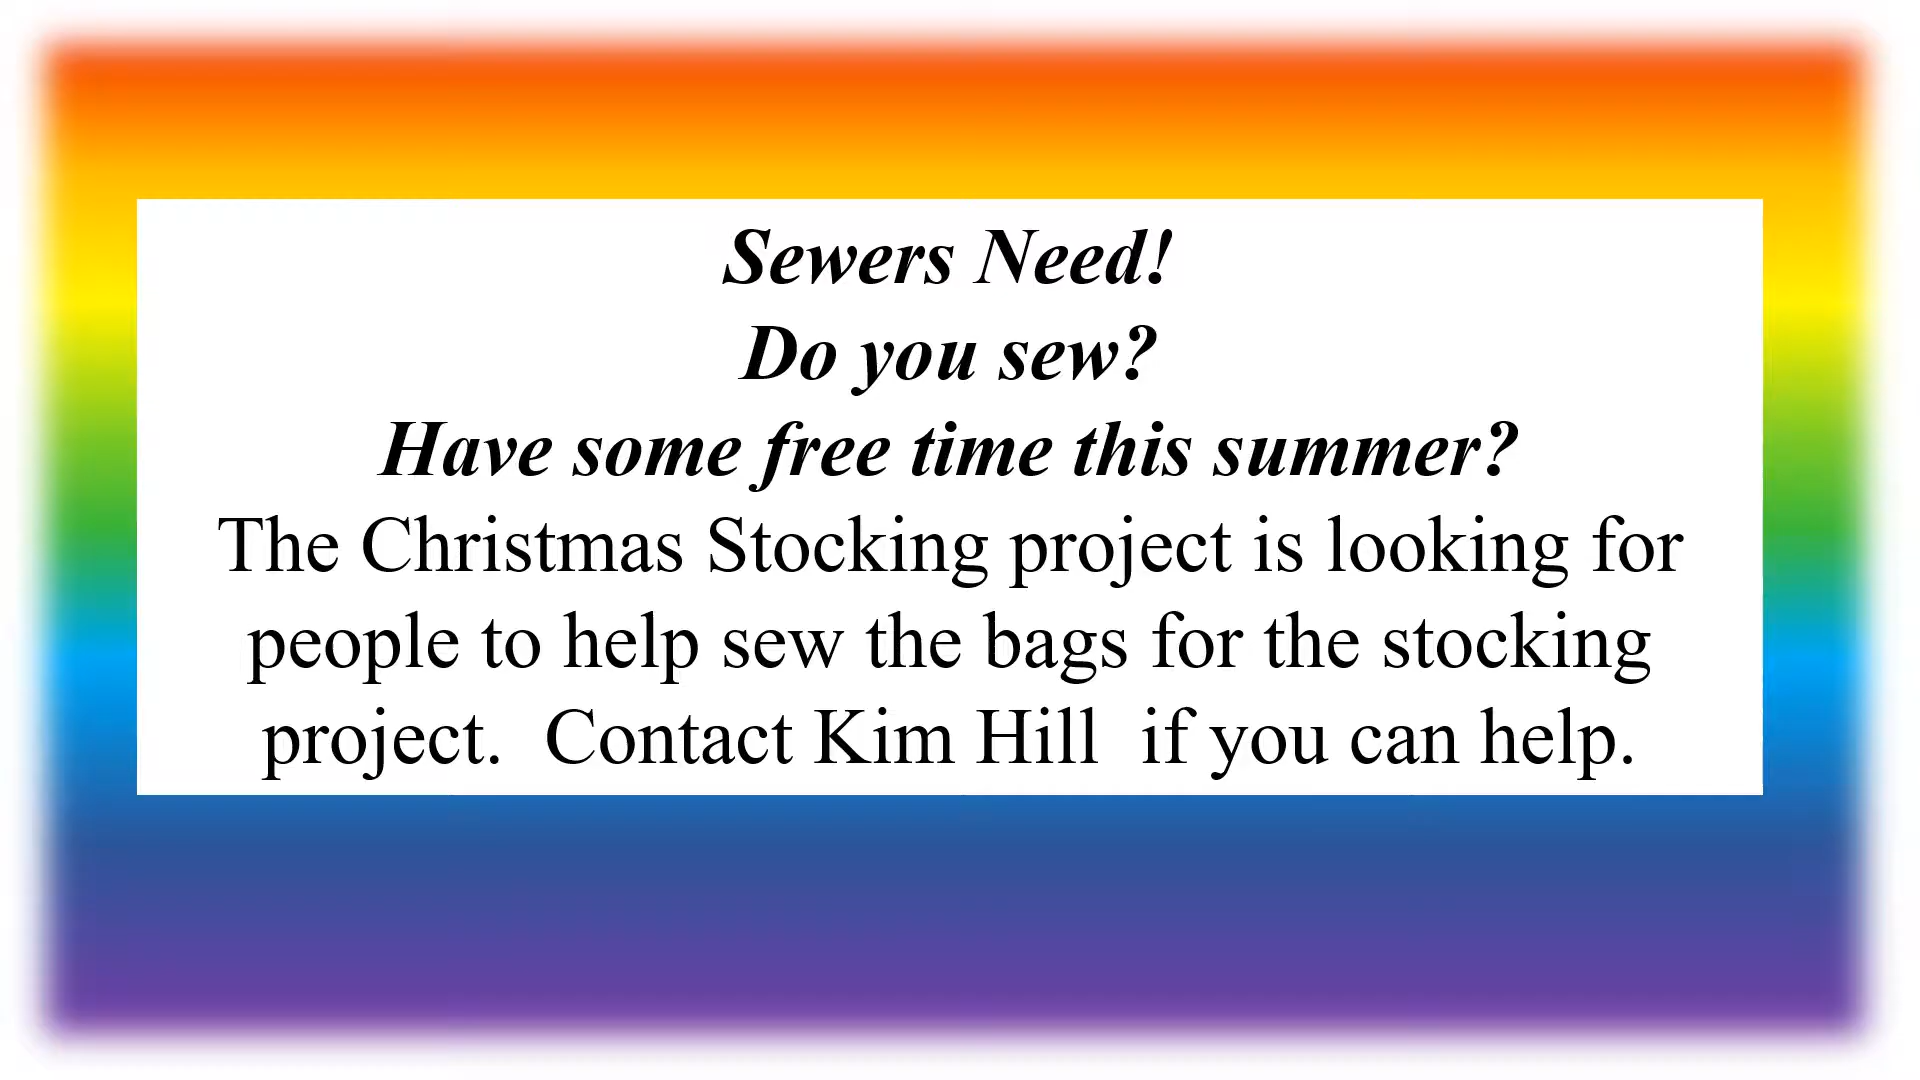 Sewers Need!
Do you sew?
Have some free time this summer?
The Christmas Stocking project is looking for
people to help sew the bags for the stocking
project.  Contact Kim Hill  if you can help.